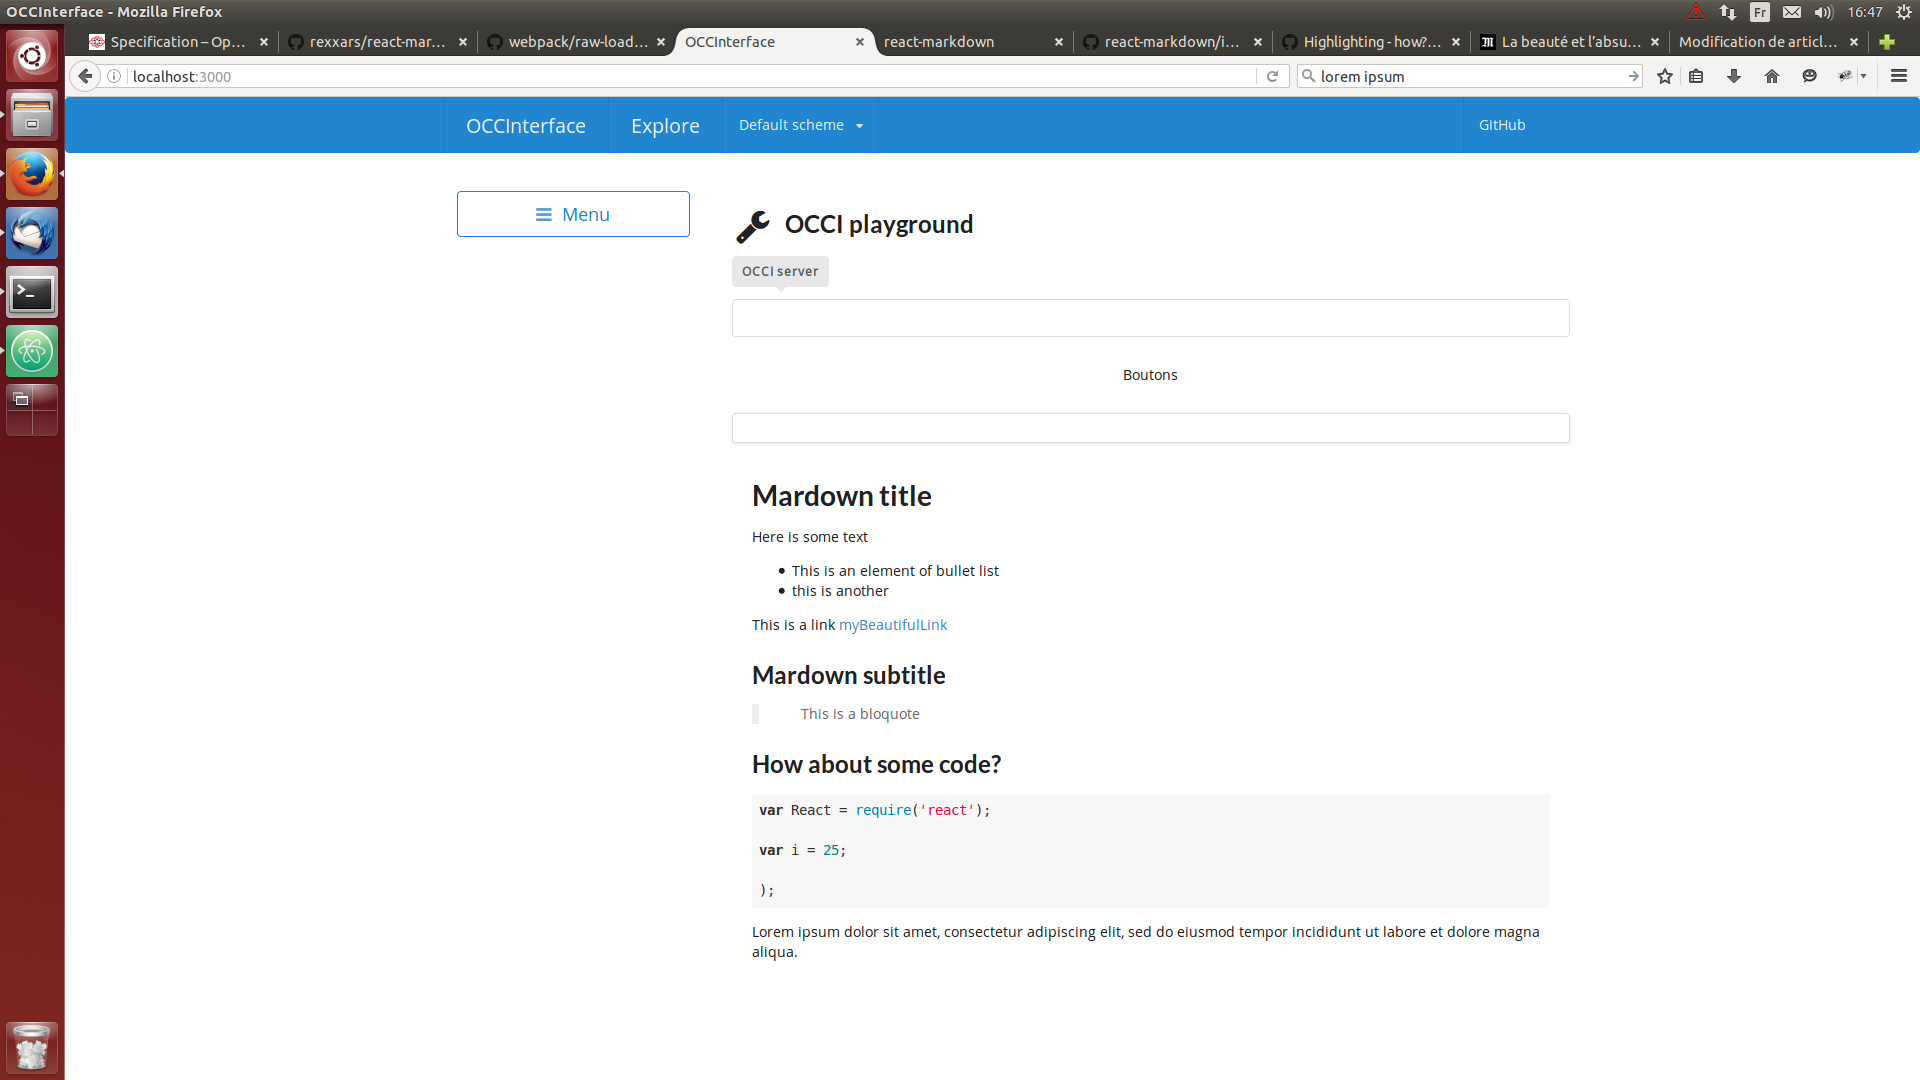 OCCInterface - Mozilla Firefox
Fr
16:47
Specification – Op...
rexxars/react-mar...
webpack/raw-load...
OCCInterface
react-markdown
react-markdown/i...
Highlighting - how?...
La beauté et l’absu...
Modification de articl...
localhost:3000
lorem ipsum
OCCInterface
Explore
Default scheme
GitHub
Menu
OCCI playground
OCCI server
Boutons
Mardown title
Here is some text
This is an element of bullet list
this is another
This is a link myBeautifulLink
Mardown subtitle
This is a bloquote
How about some code?
var React = require('react');
var i = 25;
);
Lorem ipsum dolor sit amet, consectetur adipiscing elit, sed do eiusmod tempor incididunt ut labore et dolore magna
aliqua.